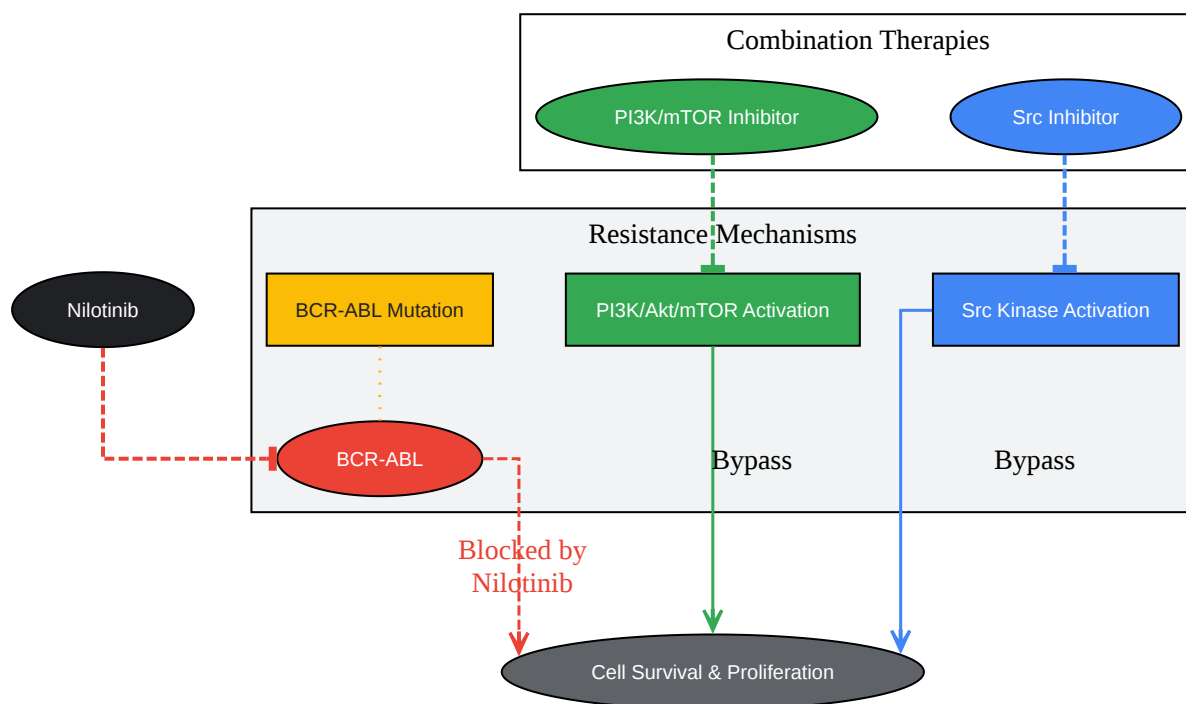 Combination Therapies
PI3K/mTOR Inhibitor
Src Inhibitor
Resistance Mechanisms
Nilotinib
BCR-ABL Mutation
PI3K/Akt/mTOR Activation
Src Kinase Activation
BCR-ABL
Bypass
Bypass
Blocked by
Nilotinib
Cell Survival & Proliferation